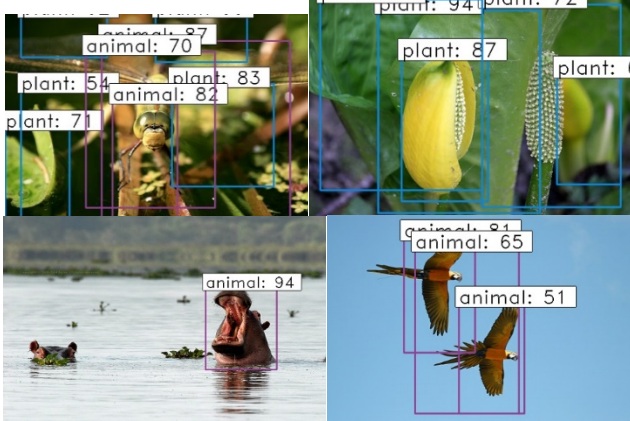 animal: 87
animal: 70
plant: 54
plant: 83
animal: 82
plant: 71
plant: 94
plant: 72
plant: 87
plant:
animal: 94
animal: 81
animal: 65
animal: 51